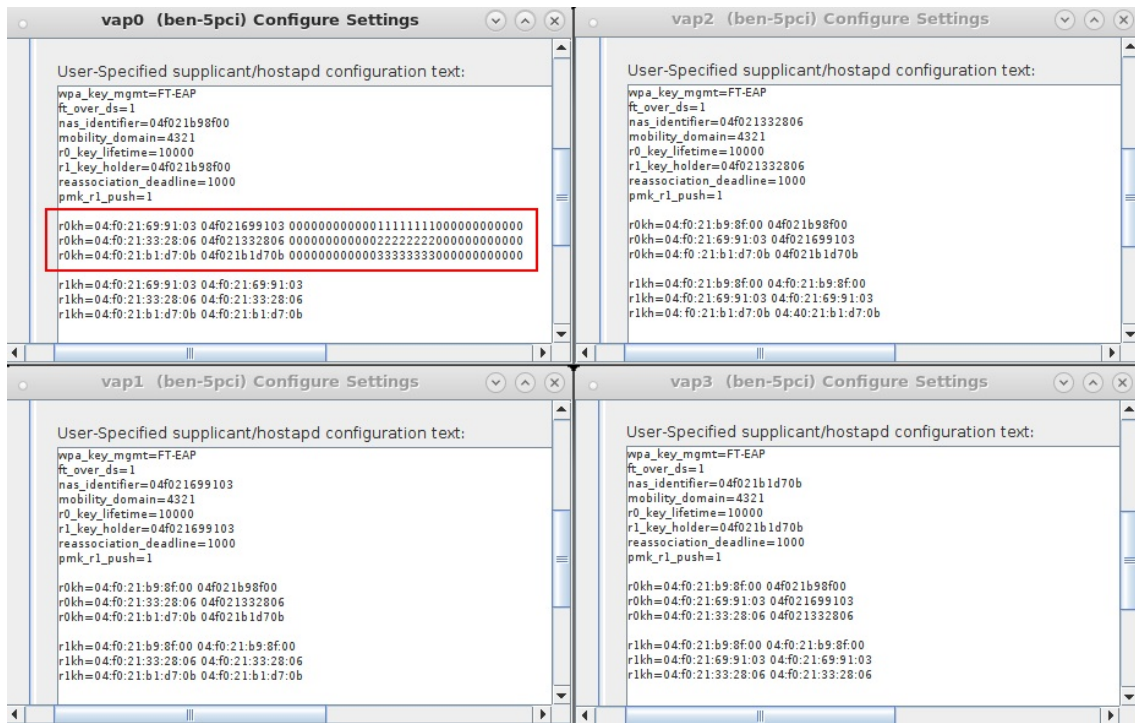 vap0 (ben-5pci) Configure Settings
User-Specified supplicant/hostapd configuration text:
wpa_key_mgmt=FT-EAP
ft_over_ds=1
nas_identifier=04f021b98f00
mobility_domain=4321
r0_key_lifetime=10000
r1_key_holder=04f021b98f00
reassociation_deadline=1000
pmk_r1_push=1
r0kh=04:f0:21:69:91:03 04f021699103 00000000000011111111000000000000
r0kh=04:f0:21:33:28:06 04f021332806 00000000000022222222000000000000
r0kh=04:f0:21:b1:d7:0b 04f021b1d70b 00000000000033333333000000000000
r1kh=04:f0:21:69:91:03 04:f0:21:69:91:03
r1kh=04:f0:21:33:28:06 04:f0:21:33:28:06
r1kh=04:f0:21:b1:d7:0b 04:f0:21:b1:d7:0b
vap2 (ben-5pci) Configure Settings
User-Specified supplicant/hostapd configuration text:
wpa_key_mgmt=FT-EAP
ft_over_ds=1
nas_identifier=04f021332806
mobility_domain=4321
r0_key_lifetime=10000
r1_key_holder=04f021332806
reassociation_deadline=1000
pmk_r1_push=1
r0kh=04:f0:21:b9:8f:00 04f021b98f00
r0kh=04:f0:21:69:91:03 04f021699103
r0kh=04:f0:21:b1:d7:0b 04f021b1d70b
r1kh=04:f0:21:b9:8f:00 04:f0:21:b9:8f:00
r1kh=04:f0:21:69:91:03 04:f0:21:69:91:03
r1kh=04:f0:21:b1:d7:0b 04:40:21:b1:d7:0b
vap1 (ben-5pci) Configure Settings
User-Specified supplicant/hostapd configuration text:
wpa_key_mgmt=FT-EAP
ft_over_ds=1
nas_identifier=04f021699103
mobility_domain=4321
r0_key_lifetime=10000
r1_key_holder=04f021699103
reassociation_deadline=1000
pmk_r1_push=1
r0kh=04:f0:21:b9:8f:00 04f021b98f00
r0kh=04:f0:21:33:28:06 04f021332806
r0kh=04:f0:21:b1:d7:0b 04f021b1d70b
r1kh=04:f0:21:b9:8f:00 04:f0:21:b9:8f:00
r1kh=04:f0:21:33:28:06 04:f0:21:33:28:06
r1kh=04:f0:21:b1:d7:0b 04:f0:21:b1:d7:0b
vap3 (ben-5pci) Configure Settings
User-Specified supplicant/hostapd configuration text:
wpa_key_mgmt=FT-EAP
ft_over_ds=1
nas_identifier=04f021b1d70b
mobility_domain=4321
r0_key_lifetime=10000
r1_key_holder=04f021b1d70b
reassociation_deadline=1000
pmk_r1_push=1
r0kh=04:f0:21:b9:8f:00 04f021b98f00
r0kh=04:f0:21:69:91:03 04f021699103
r0kh=04:f0:21:33:28:06 04f021332806
r1kh=04:f0:21:b9:8f:00 04:f0:21:b9:8f:00
r1kh=04:f0:21:69:91:03 04:f0:21:69:91:03
r1kh=04:f0:21:33:28:06 04:f0:21:33:28:06